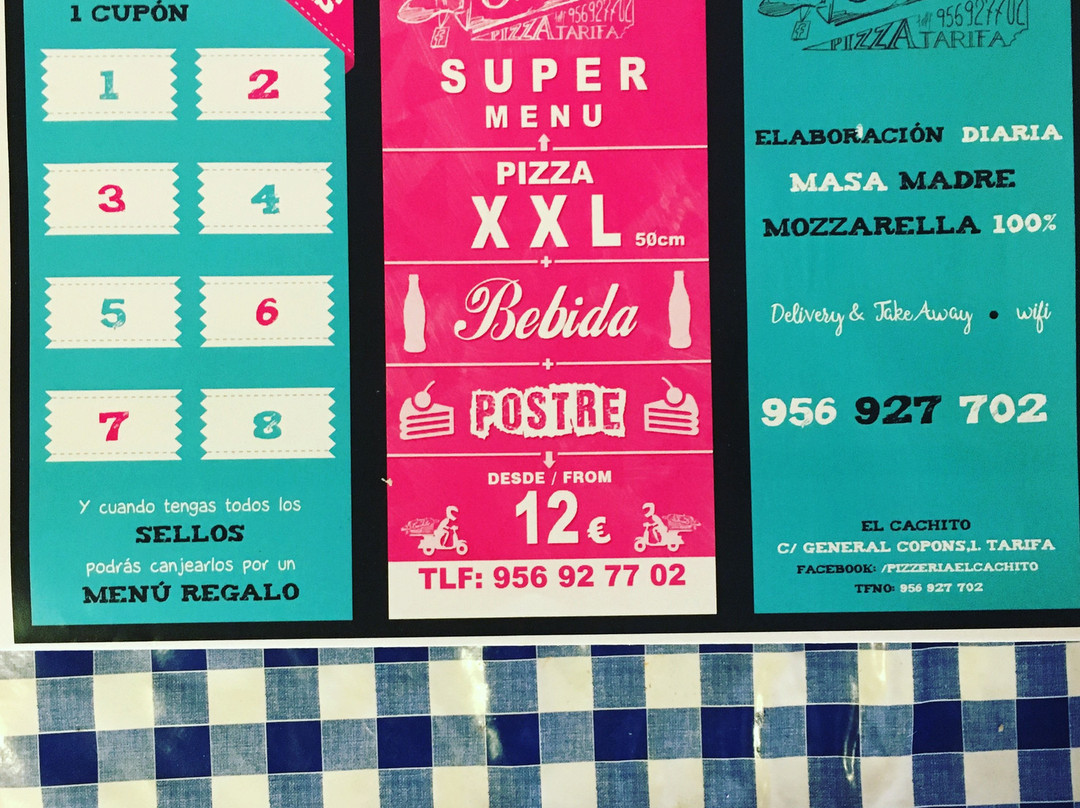 1 CUPÓN
1 2
3 4
5 6
7 8
Y cuando tengas todos los
SELLOS
podrás canjearlos por un
MENÚ REGALO
956927702
PIZZA TARIFA
SUPER
MENU
PIZZA
XXL 50cm
+
Bebida
+
POSTRE
DESDE / FROM
12€
TLF: 956 92 77 02
956927702
PIZZA TARIFA
ELABORACIÓN DIARIA
MASA MADRE
MOZZARELLA 100%
Delivery & Take Away • wifi
956 927 702
EL CACHITO
C/ GENERAL COPONS,1. TARIFA
FACEBOOK: /PIZZERIAELCACHITO
TFNO: 956 927 702